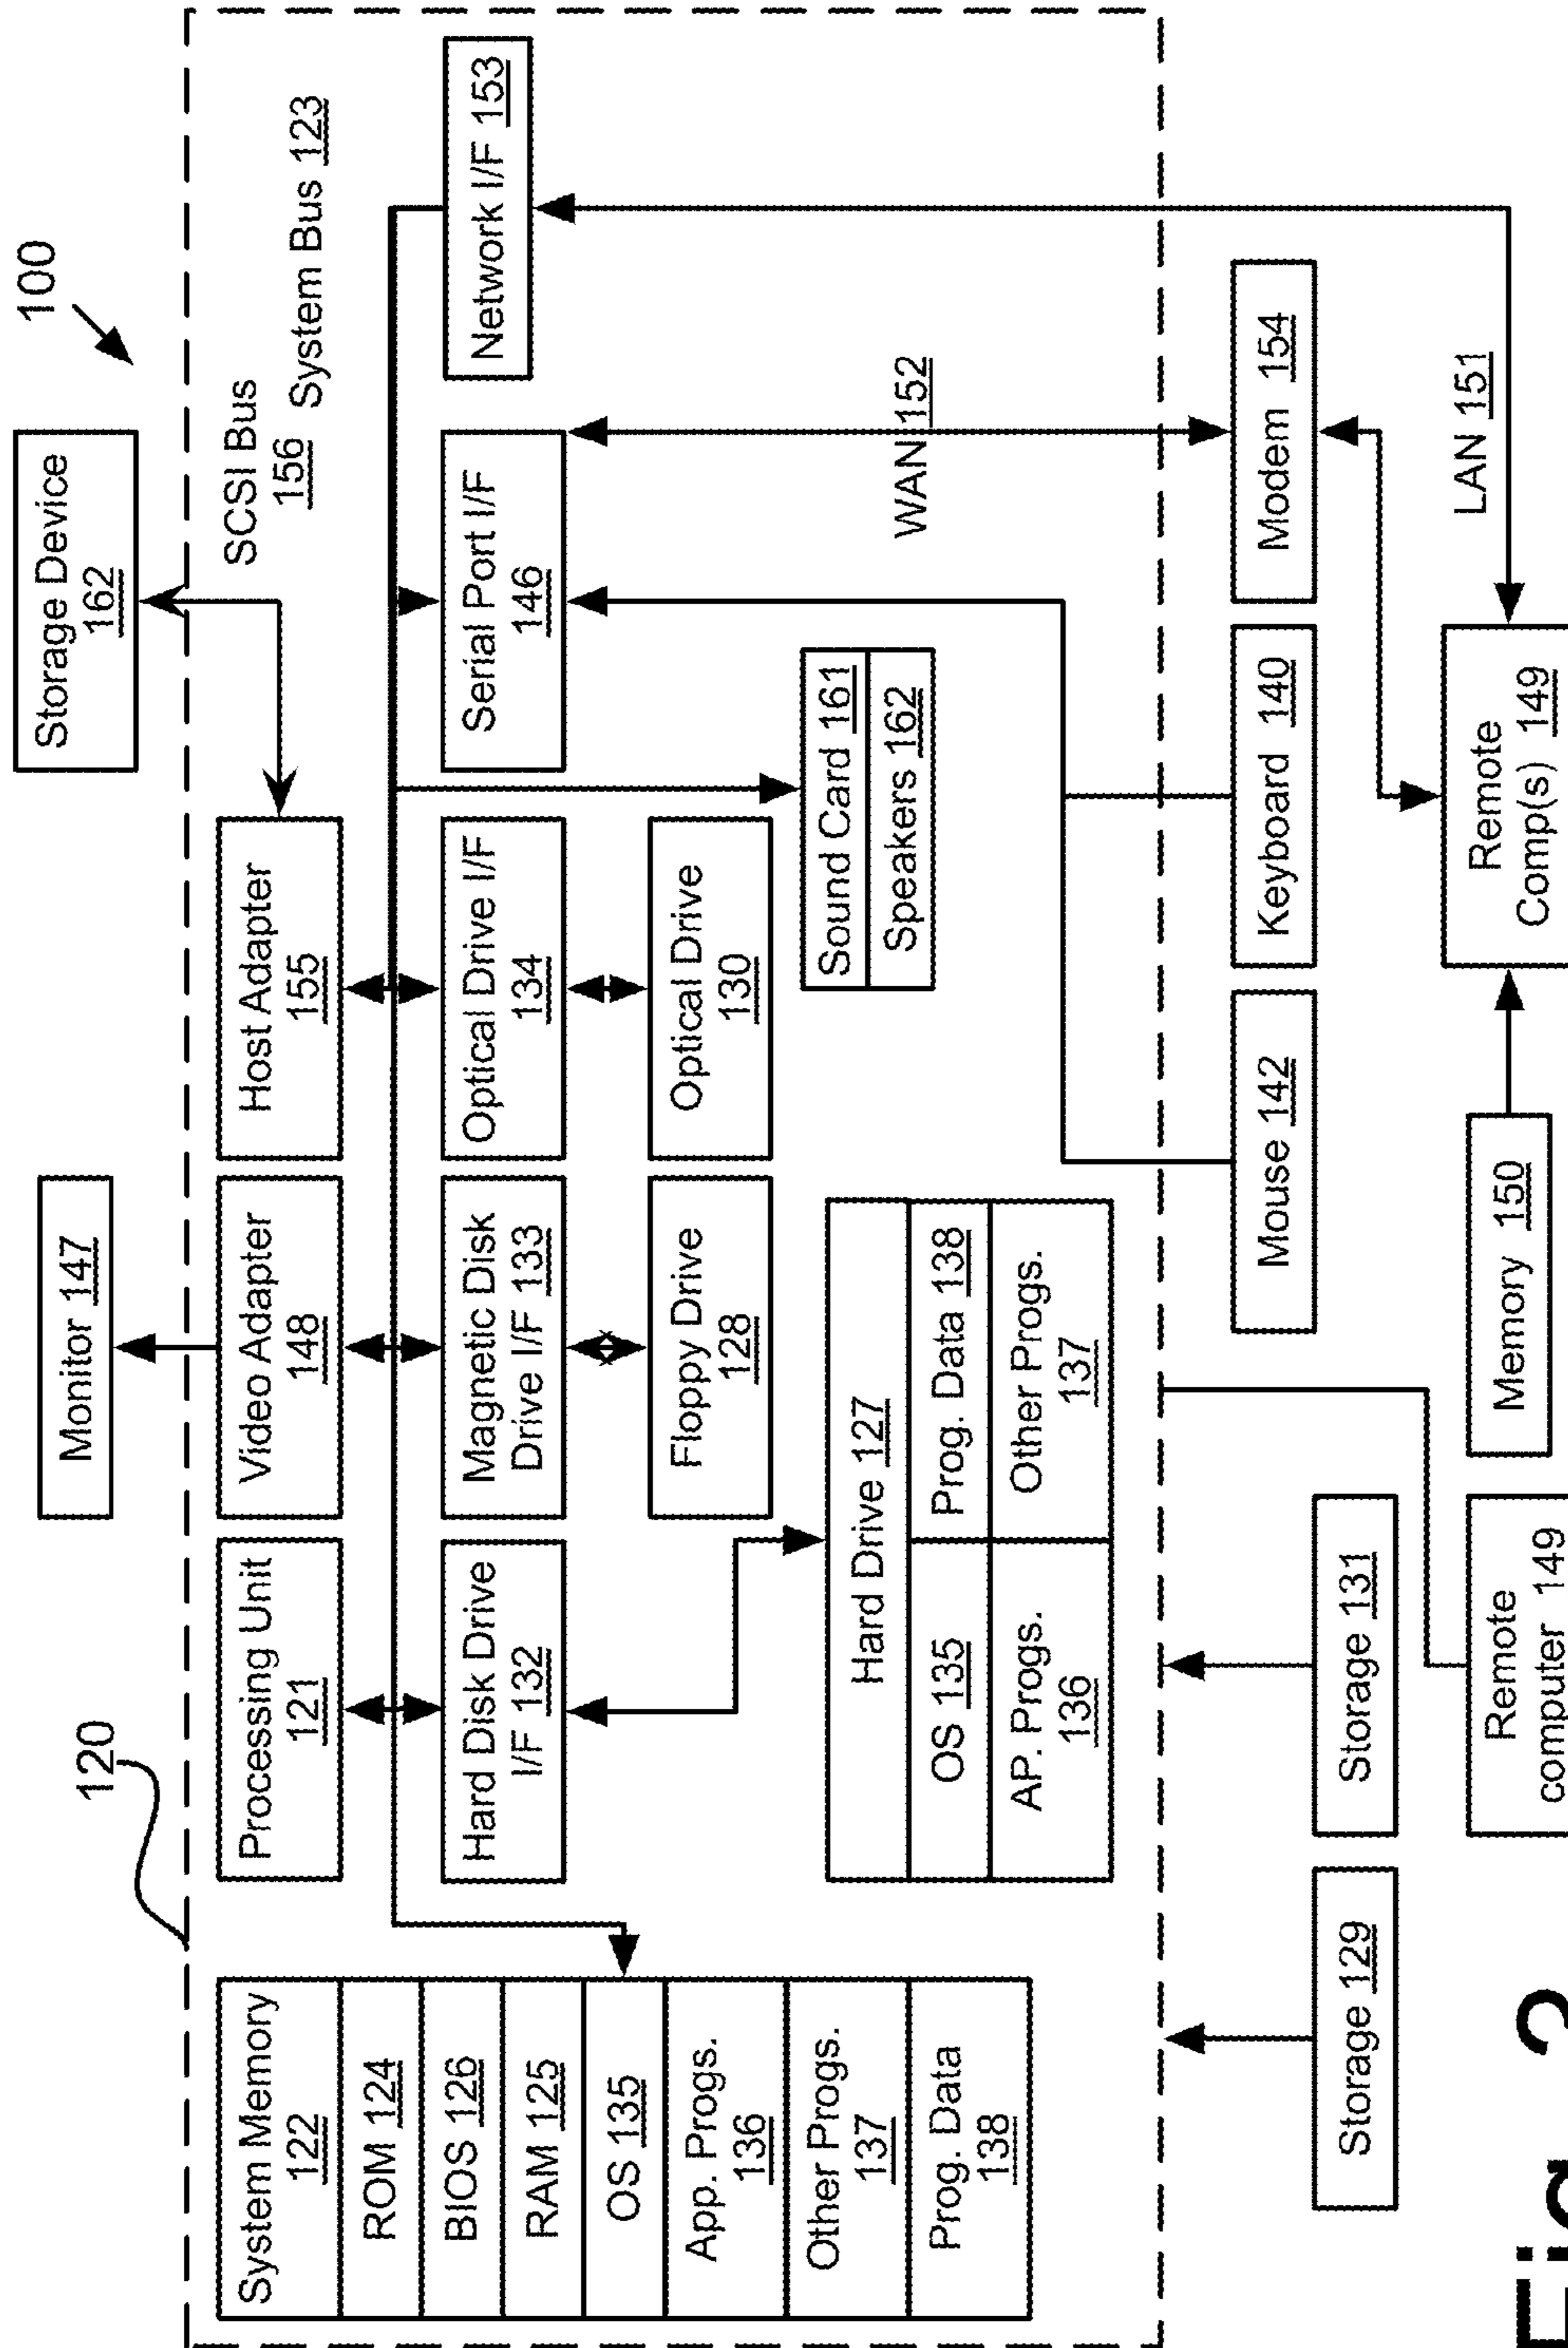 100
120
Monitor 147
Storage Device
162
SCSI Bus
156
System Bus 123
System Memory
122
ROM 124
BIOS 126
RAM 125
OS 135
App. Progs.
136
Other Progs.
137
Prog. Data
138
Processing Unit
121
Video Adapter
148
Host Adapter
155
Hard Disk Drive
I/F 132
Magnetic Disk
Drive I/F 133
Optical Drive I/F
134
Serial Port I/F
146
Network I/F 153
Floppy Drive
128
Optical Drive
130
Sound Card 161
Speakers 162
Hard Drive 127
OS 135
Prog. Data 138
AP. Progs.
136
Other Progs.
137
WAN 152
Storage 129
Storage 131
Mouse 142
Keyboard 140
Modem 154
LAN 151
Remote
computer 149
Memory 150
Remote
Comp(s) 149
Fig. 2